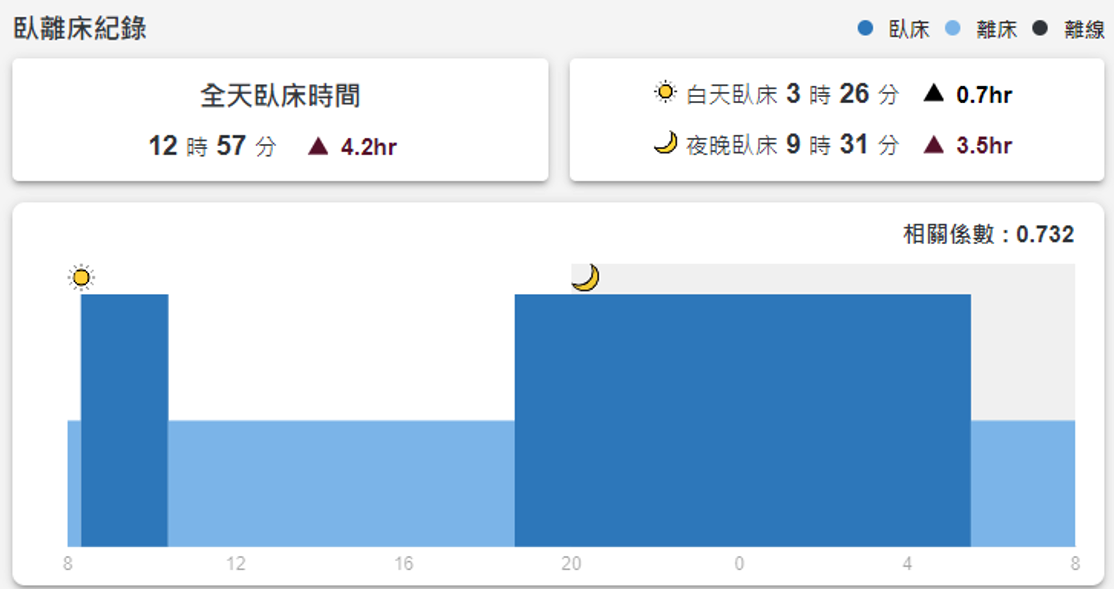 臥離床紀錄
臥床 離床 離線
全天臥床時間
12 時 57 分 ▲ 4.2hr
白天臥床 3 時 26 分 ▲ 0.7hr
夜晚臥床 9 時 31 分 ▲ 3.5hr
相關係數 : 0.732
8 12 16 20 0 4 8